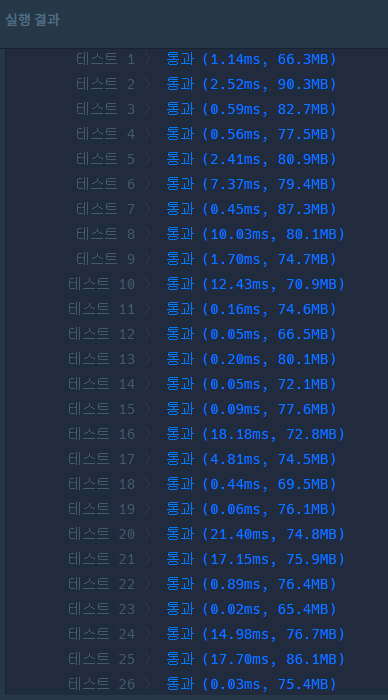 실행 결과
테스트 1 〉 통과 (1.14ms, 66.3MB)
테스트 2 〉 통과 (2.52ms, 90.3MB)
테스트 3 〉 통과 (0.59ms, 82.7MB)
테스트 4 〉 통과 (0.56ms, 77.5MB)
테스트 5 〉 통과 (2.41ms, 80.9MB)
테스트 6 〉 통과 (7.37ms, 79.4MB)
테스트 7 〉 통과 (0.45ms, 87.3MB)
테스트 8 〉 통과 (10.03ms, 80.1MB)
테스트 9 〉 통과 (1.70ms, 74.7MB)
테스트 10 〉 통과 (12.43ms, 70.9MB)
테스트 11 〉 통과 (0.16ms, 74.6MB)
테스트 12 〉 통과 (0.05ms, 66.5MB)
테스트 13 〉 통과 (0.20ms, 80.1MB)
테스트 14 〉 통과 (0.05ms, 72.1MB)
테스트 15 〉 통과 (0.09ms, 77.6MB)
테스트 16 〉 통과 (18.18ms, 72.8MB)
테스트 17 〉 통과 (4.81ms, 74.5MB)
테스트 18 〉 통과 (0.44ms, 69.5MB)
테스트 19 〉 통과 (0.06ms, 76.1MB)
테스트 20 〉 통과 (21.40ms, 74.8MB)
테스트 21 〉 통과 (17.15ms, 75.9MB)
테스트 22 〉 통과 (0.89ms, 76.4MB)
테스트 23 〉 통과 (0.02ms, 65.4MB)
테스트 24 〉 통과 (14.98ms, 76.7MB)
테스트 25 〉 통과 (17.70ms, 86.1MB)
테스트 26 〉 통과 (0.03ms, 75.4MB)